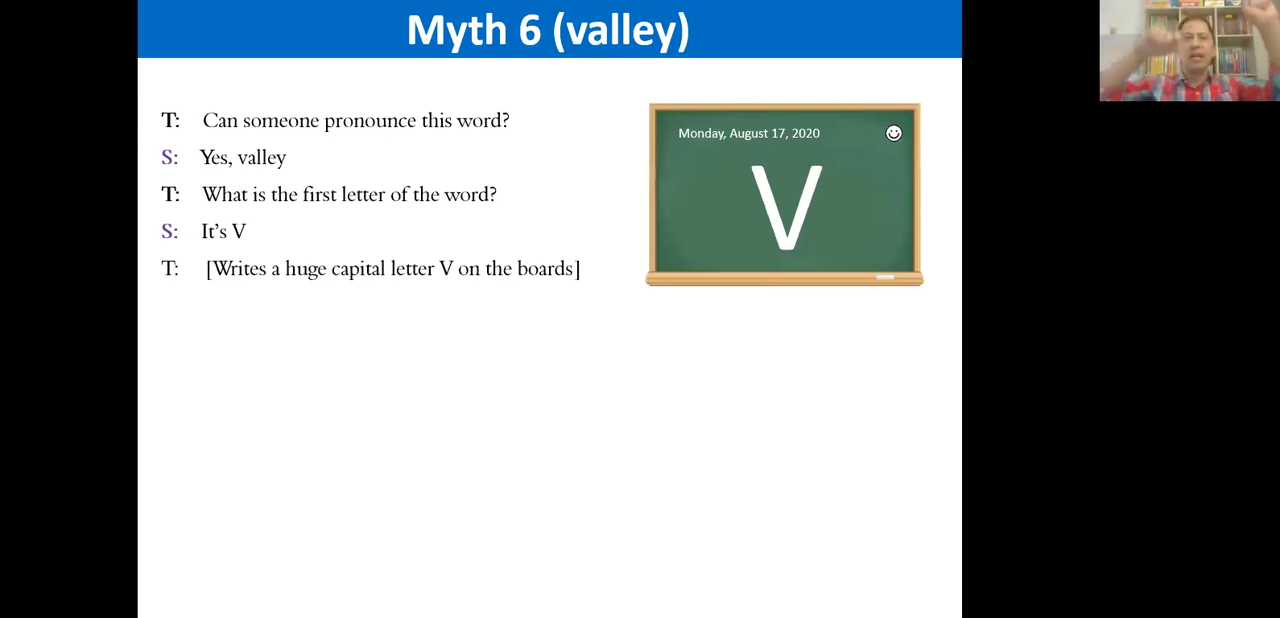 Myth 6 (valley)
T: Can someone pronounce this word?
S: Yes, valley
T: What is the first letter of the word?
S: It's V
T: [Writes a huge capital letter V on the boards]
Monday, August 17, 2020
V